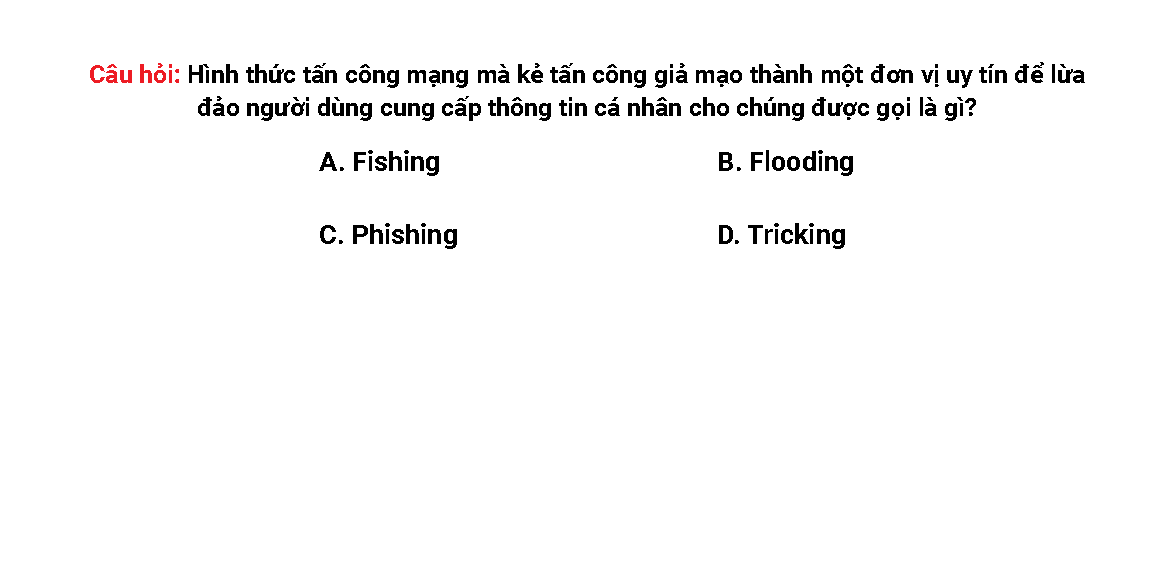 Câu hỏi: Hình thức tấn công mạng mà kẻ tấn công giả mạo thành một đơn vị uy tín để lừa
đảo người dùng cung cấp thông tin cá nhân cho chúng được gọi là gì?
A. Fishing B. Flooding
C. Phishing D. Tricking